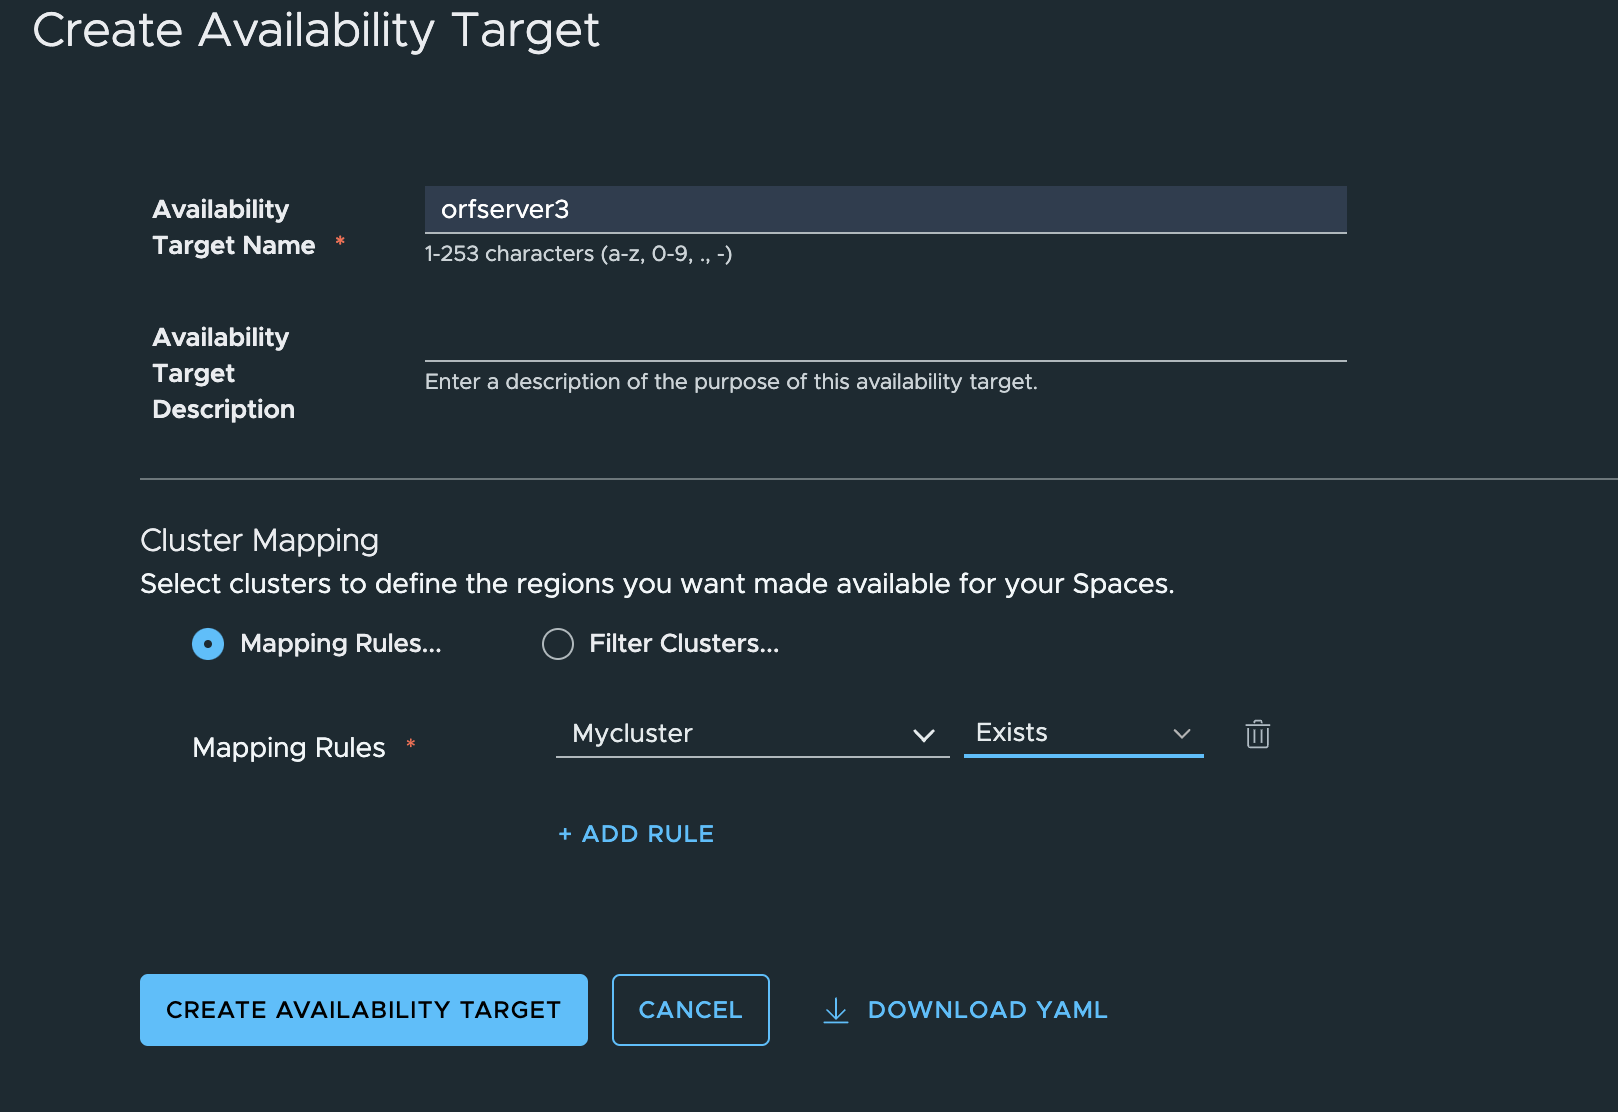 Create Availability Target
Availability
Target Name *
orfserver3
1-253 characters (a-z, 0-9, ., -)
Availability
Target
Description
Enter a description of the purpose of this availability target.
Cluster Mapping
Select clusters to define the regions you want made available for your Spaces.
Mapping Rules... Filter Clusters...
Mapping Rules * Mycluster Exists
+ ADD RULE
CREATE AVAILABILITY TARGET CANCEL DOWNLOAD YAML